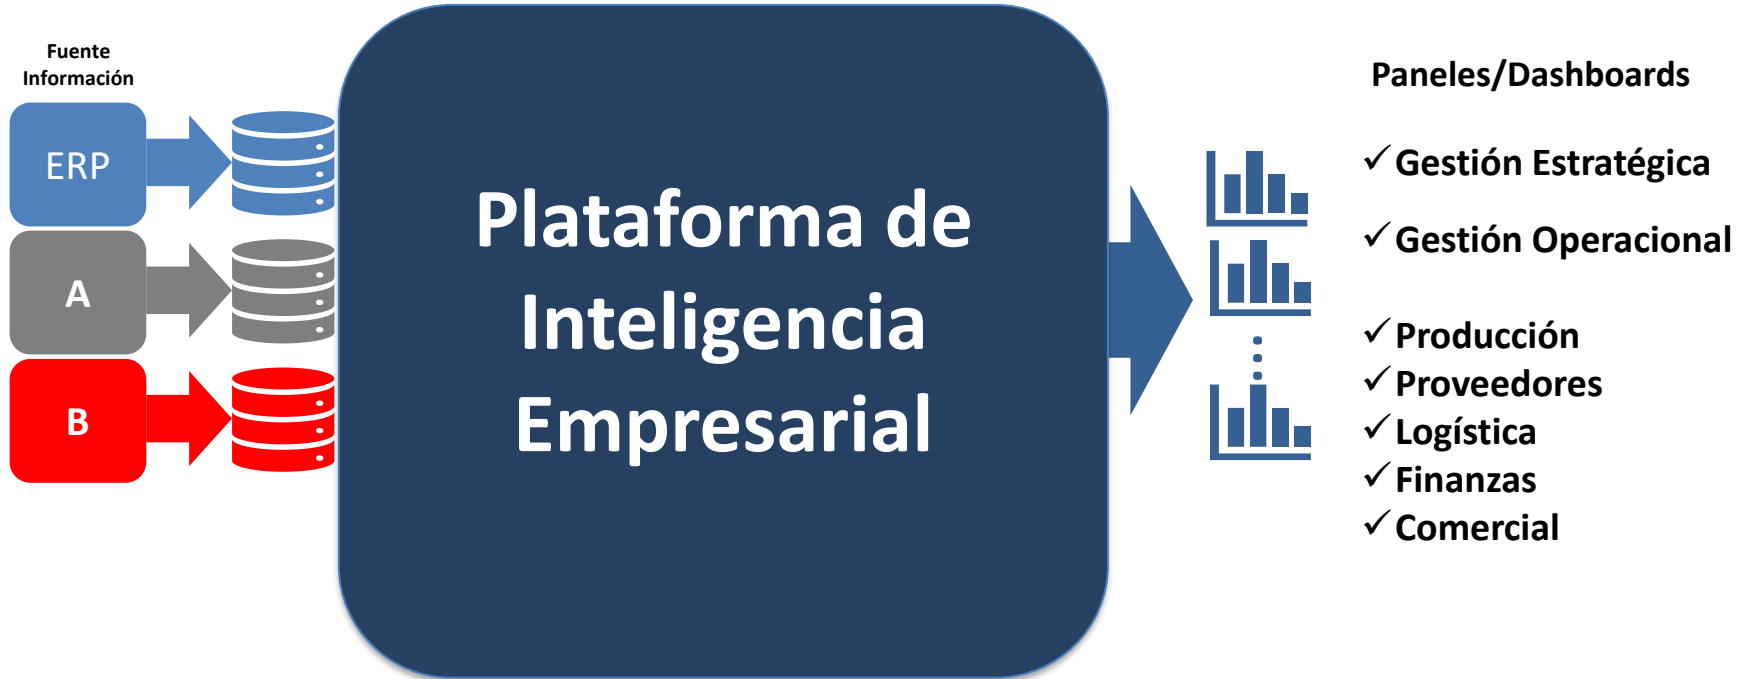 Fuente
Información
ERP
A
B
Plataforma de
Inteligencia
Empresarial
Paneles/Dashboards
✓Gestión Estratégica
✓Gestión Operacional
✓Producción
✓Proveedores
✓Logística
✓Finanzas
✓Comercial